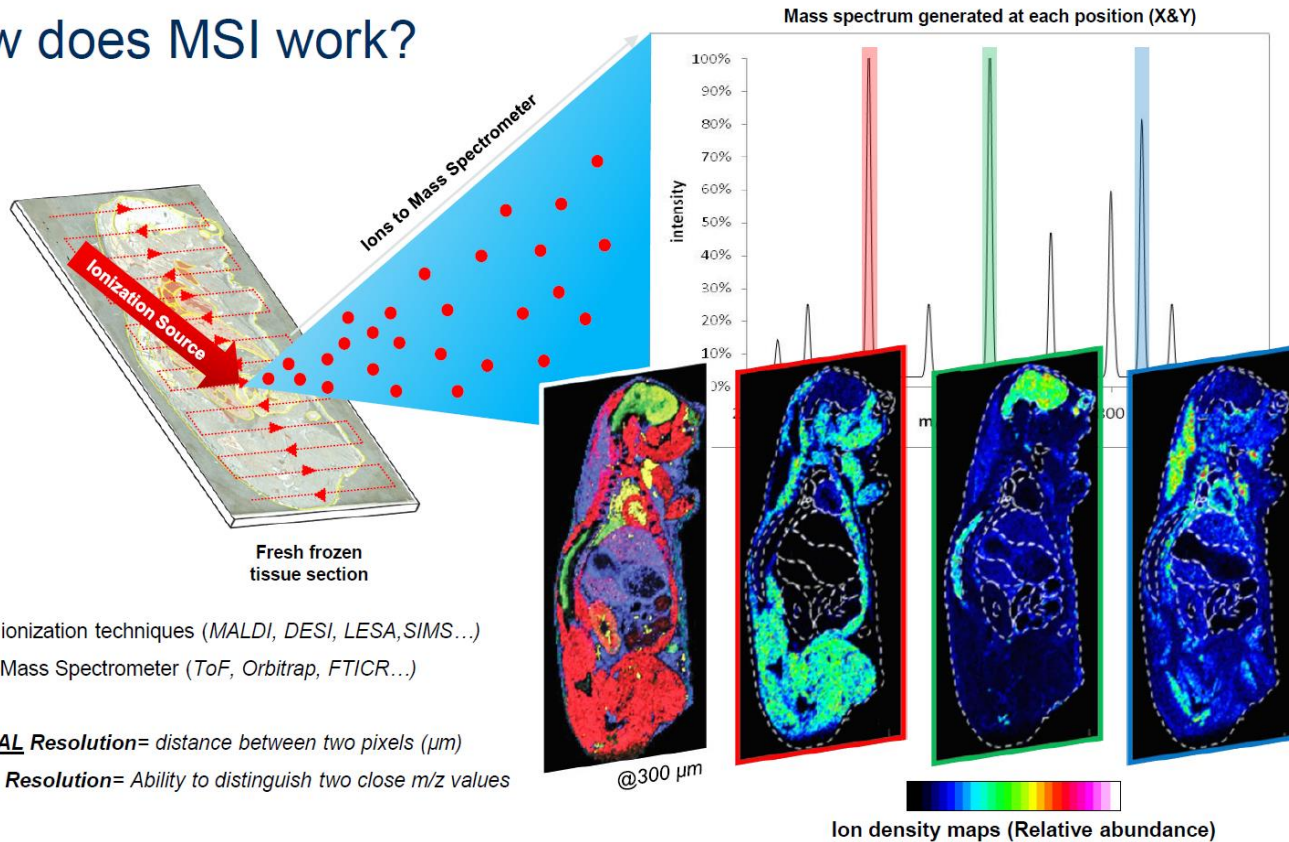 w does MSI work?
Mass spectrum generated at each position (X&Y)
Ions to Mass Spectrometer
Ionization Source
intensity
100%
90%
80%
70%
60%
50%
40%
30%
20%
10%
0%
2
m
800
Fresh frozen
tissue section
ionization techniques (MALDI, DESI, LESA,SIMS...)
Mass Spectrometer (ToF, Orbitrap, FTICR...)
AL Resolution= distance between two pixels (µm)
Resolution= Ability to distinguish two close m/z values
@300 µm
Ion density maps (Relative abundance)